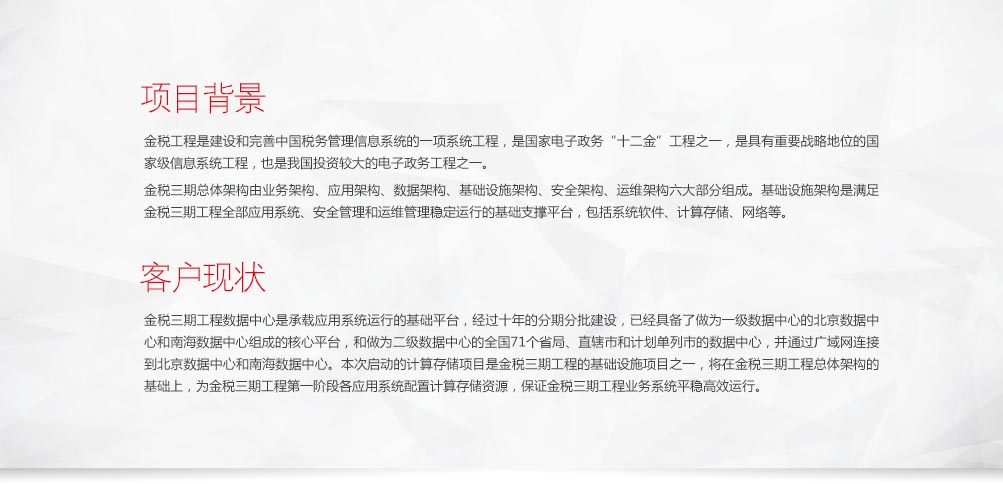 项目背景
金税工程是建设和完善中国税务管理信息系统的一项系统工程，是国家电子政务“十二金”工程之一，是具有重要战略地位的国
家级信息系统工程，也是我国投资较大的电子政务工程之一。
金税三期总体架构由业务架构、应用架构、数据架构、基础设施架构、安全架构、运维架构六大部分组成。基础设施架构是满足
金税三期工程全部应用系统、安全管理和运维管理稳定运行的基础支撑平台，包括系统软件、计算存储、网络等。
客户现状
金税三期工程数据中心是承载应用系统运行的基础平台，经过十年的分期分批建设，已经具备了做为一级数据中心的北京数据中
心和南海数据中心组成的核心平台，和做为二级数据中心的全国71个省局、直辖市和计划单列市的数据中心，并通过广域网连接
到北京数据中心和南海数据中心。本次启动的计算存储项目是金税三期工程的基础设施项目之一，将在金税三期工程总体架构的
基础上，为金税三期工程第一阶段各应用系统配置计算存储资源，保证金税三期工程业务系统平稳高效运行。